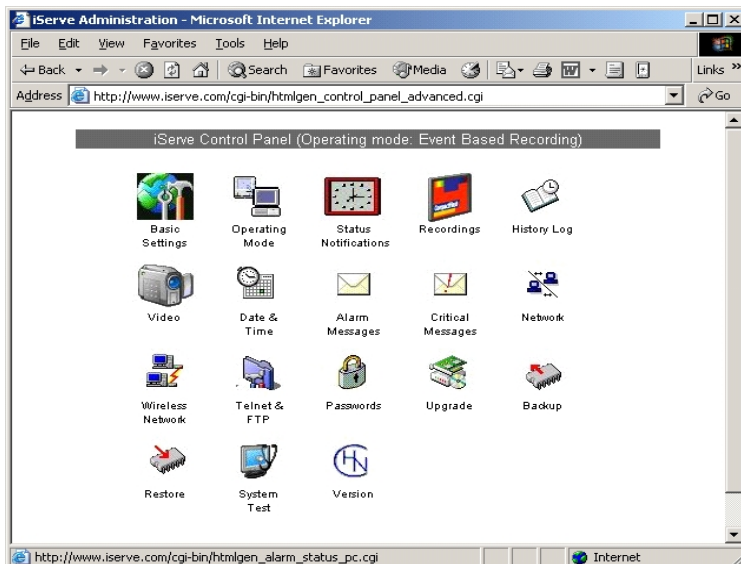 iServe Administration - Microsoft Internet Explorer
File Edit View Favorites Tools Help
Back Search Favorites Media Links »
Address http://www.iserve.com/cgi-bin/htmlgen_control_panel_advanced.cgi Go
iServe Control Panel (Operating mode: Event Based Recording)
Basic Settings
Operating Mode
Status Notifications
Recordings
History Log
Video
Date & Time
Alarm Messages
Critical Messages
Network
Wireless Network
Telnet & FTP
Passwords
Upgrade
Backup
Restore
System Test
HN
Version
http://www.iserve.com/cgi-bin/htmlgen_alarm_status_pc.cgi Internet